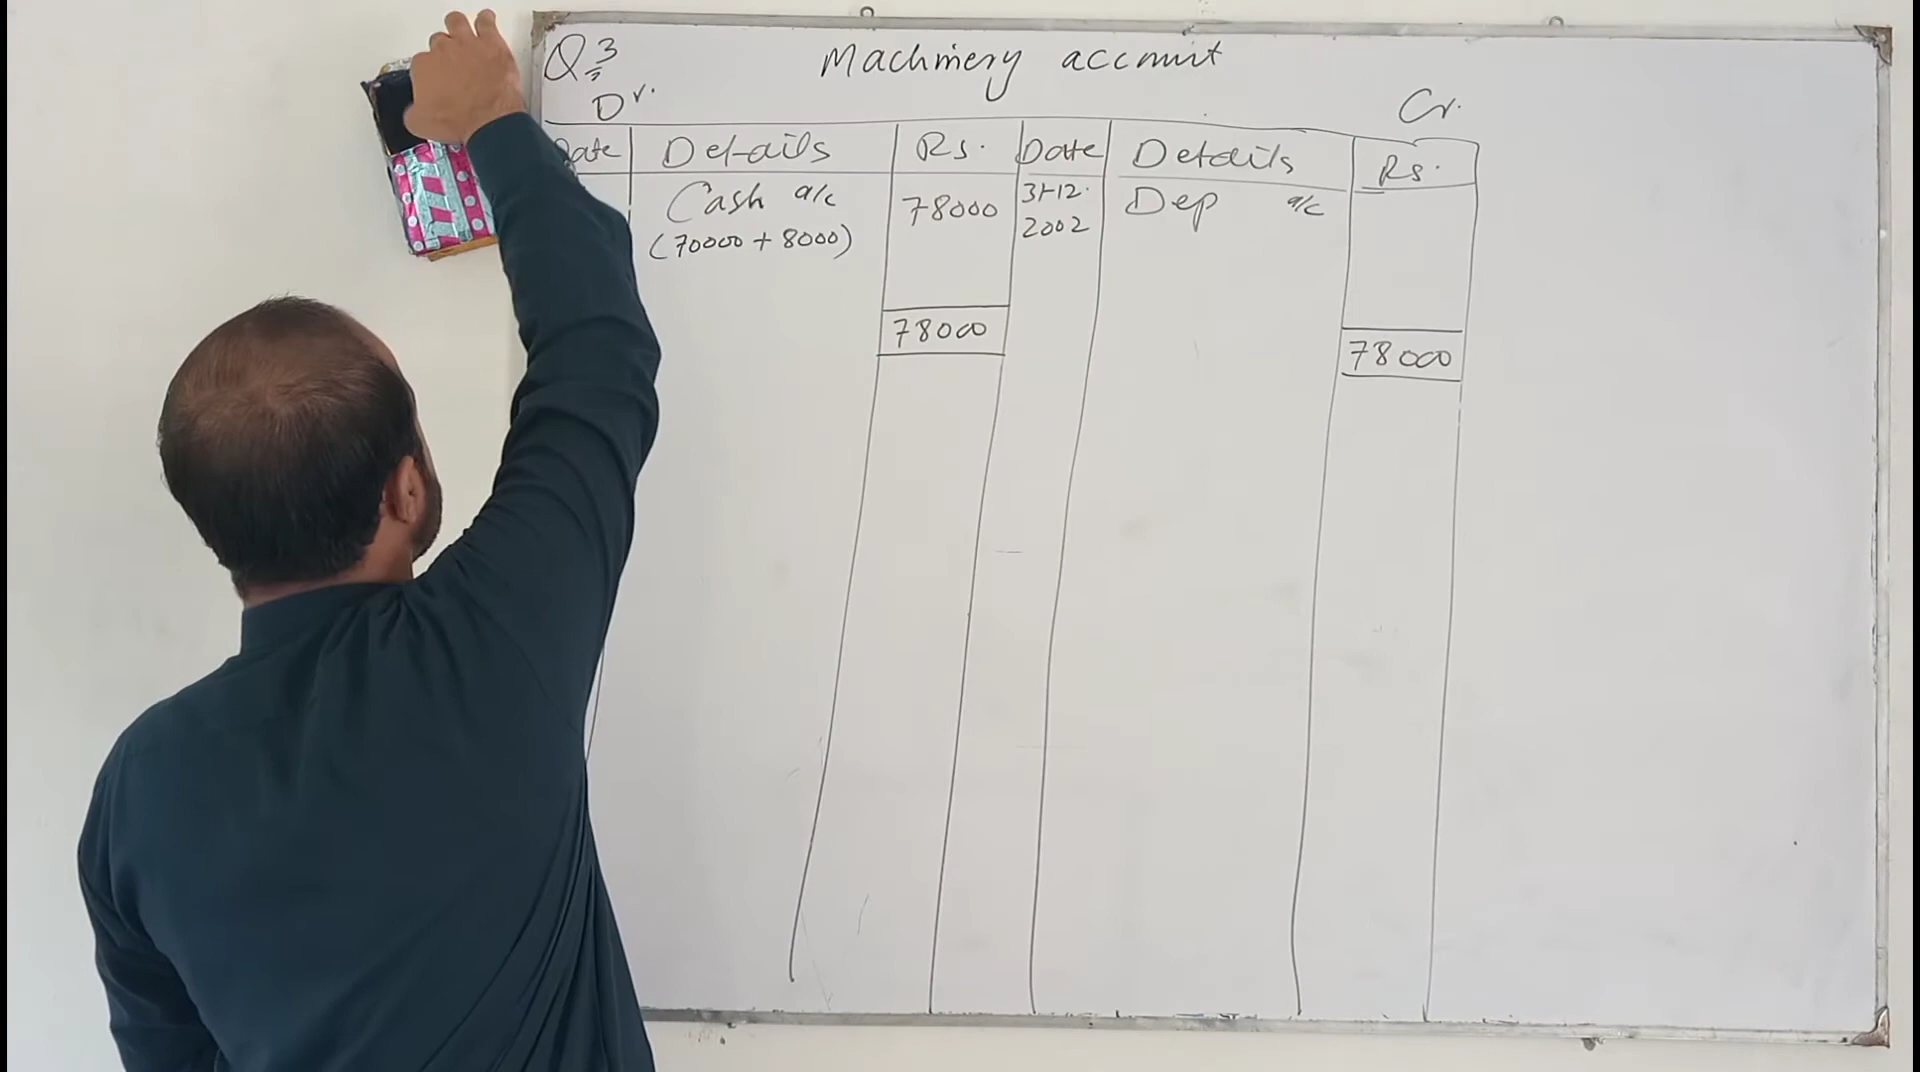 Q3
Machinery account
Dr. Cr.
Date Details Rs. Date Details Rs.
Cash a/c 78000 31-12. Dep a/c
(70000 + 8000) 2002
78000 78000